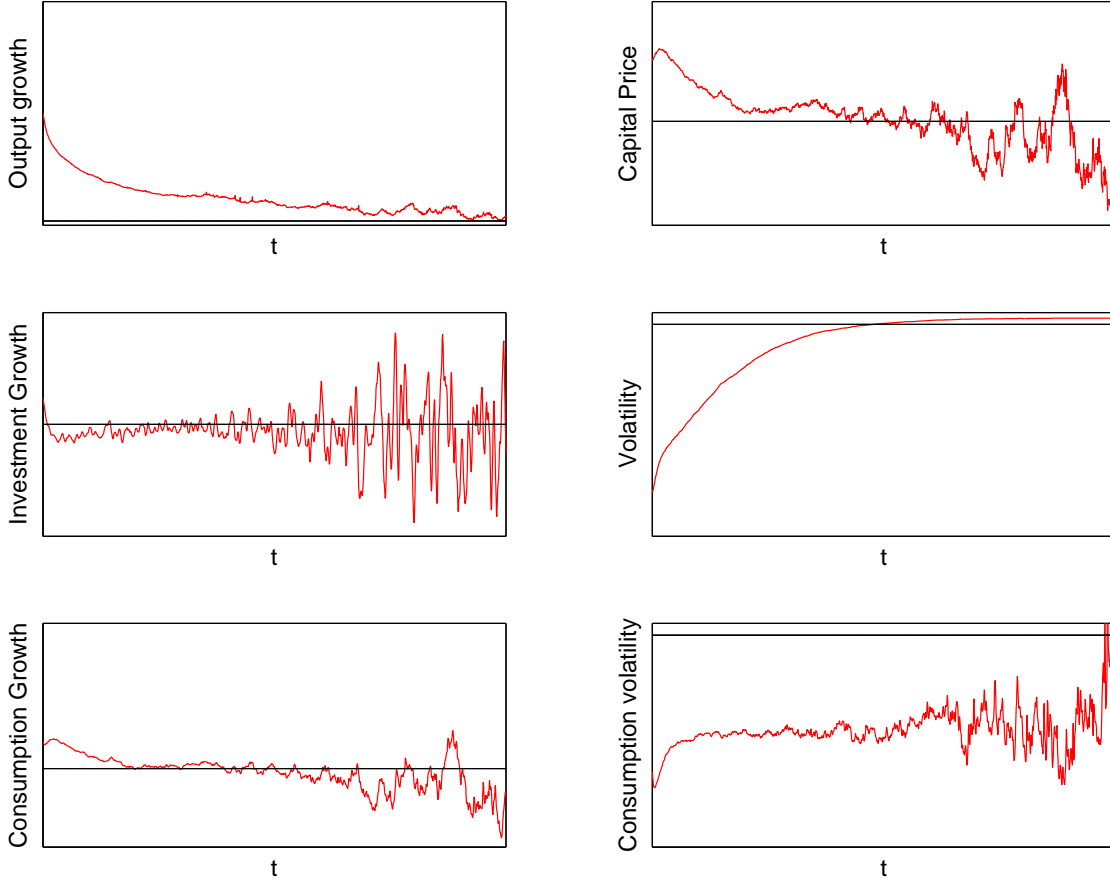 Output growth
t
Capital Price
t
Investment Growth
t
Volatility
t
Consumption Growth
t
Consumption volatility
t